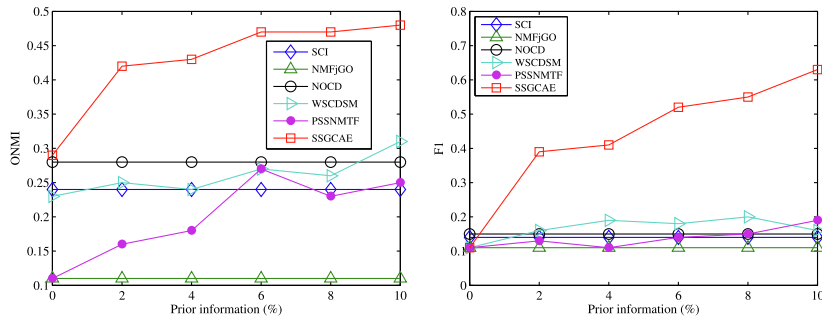 0.5
0.45
0.4
0.35
0.3
0.25
0.2
0.15
0.1
ONMI
0 2 4 6 8 10
Prior information (%)
SCI
NMFjGO
NOCD
WSCDSM
PSSNMTF
SSGCAE
0.8
0.7
0.6
0.5
0.4
0.3
0.2
0.1
0
F1
0 2 4 6 8 10
Prior information (%)
SCI
NMFjGO
NOCD
WSCDSM
PSSNMTF
SSGCAE